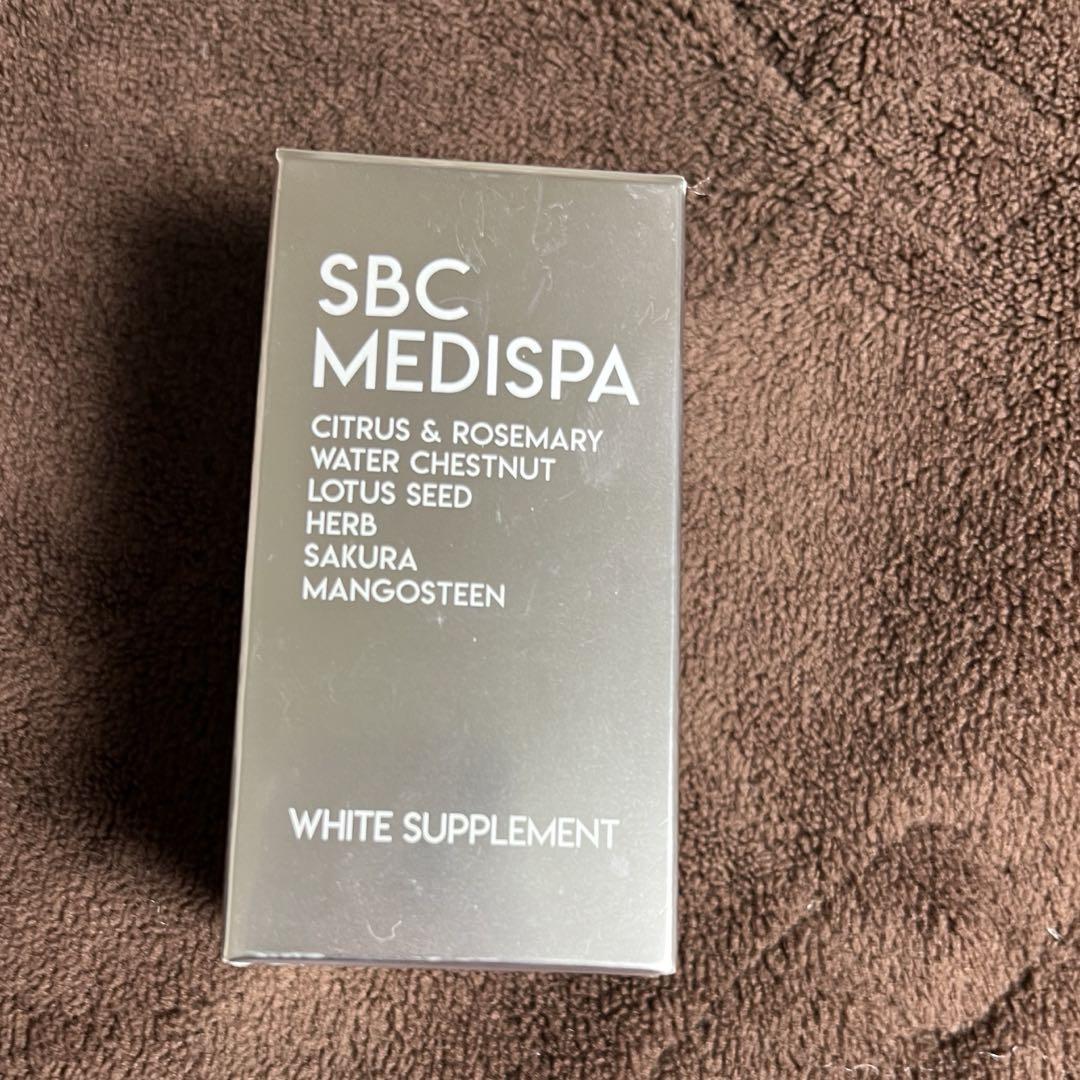 SBC
MEDISPA
CITRUS & ROSEMARY
WATER CHESTNUT
LOTUS SEED
HERB
SAKURA
MANGOSTEEN
WHITE SUPPLEMENT